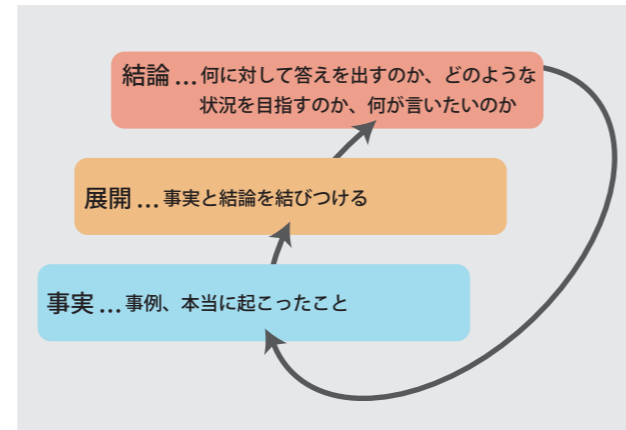 結論…何に対して答えを出すのか、どのような
状況を目指すのか、何が言いたいのか
展開…事実と結論を結びつける
事実…事例、本当に起こったこと